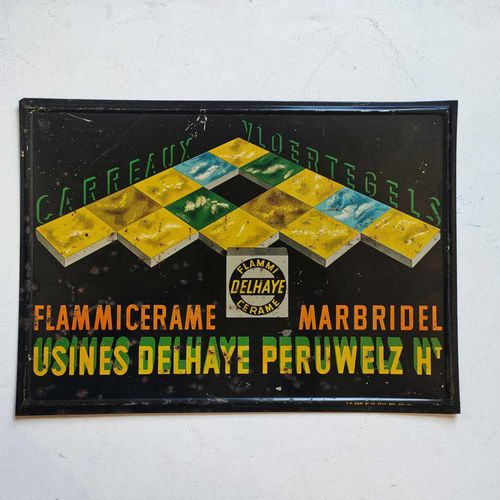 CARREAUX VLOERTEGELS
FLAMMI
DELHAYE
CERAME
FLAMMICERAME MARBRIDEL
USINES DELHAYE PERUWELZ HT